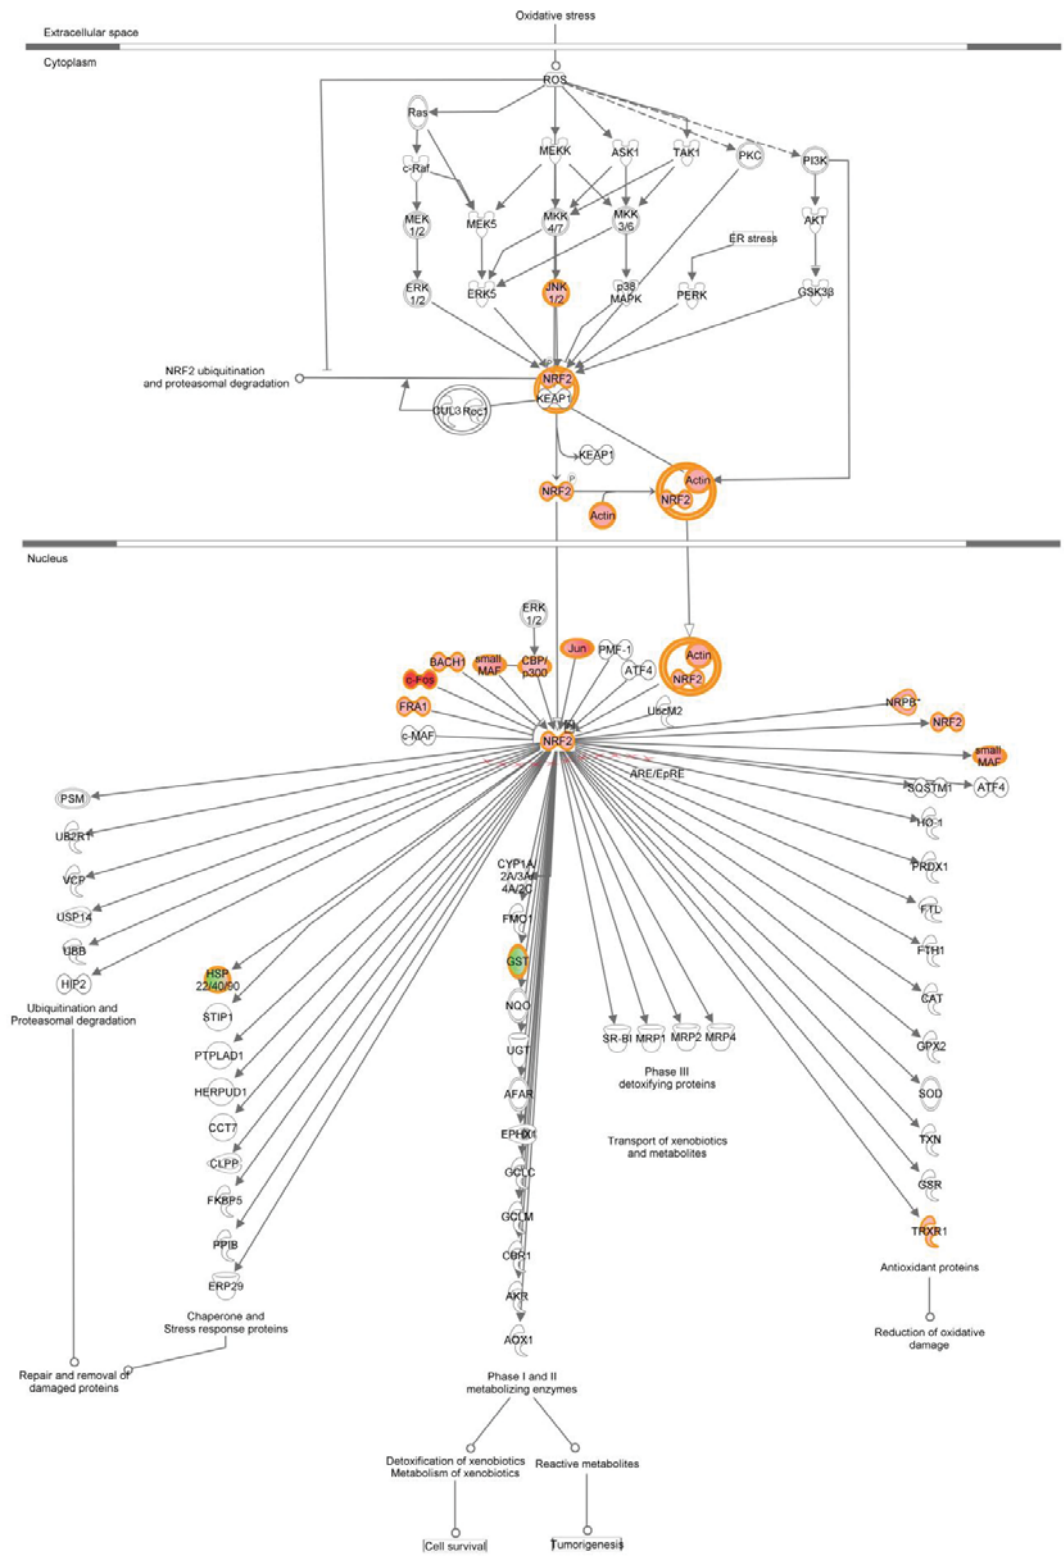 Oxidative stress
Extracellular space
Cytoplasm
ROS
Ras
MEKK
ASK1
TAK1
PKC
PI3K
c-Raf
MEK
1/2
MEK5
MKK
4/7
MKK
3/6
AKT
ER stress
ERK
1/2
ERK5
JNK
1/2
p38
MAPK
PERK
GSK3β
P
NRF2 ubiquitination
and proteasomal degradation
NRF2
KEAP1
CUL3 Roc1
KEAP1
P
NRF2
Actin
Actin
NRF2
Nucleus
ERK
1/2
BACH1
small
MAF
CBP/
p300
Jun
PMF-1
ATF4
Actin
NRF2
c-Fos
FRA1
UbcM2
NRPB
NRF2
c-MAF
NRF2
small
MAF
ARE/EpRE
PSM
SQSTM1
ATF4
UB2R1
HO-1
VCP
CYP1A/
2A/3A/
4A/2C
PRDX1
USP14
FMO1
FTL
UBB
HIP2
HSP
22/40/90
GST
FTH1
Ubiquitination and
Proteasomal degradation
STIP1
NQO
CAT
SR-BI MRP1 MRP2 MRP4
PTPLAD1
UGT
GPX2
Phase III
detoxifying proteins
HERPUD1
AFAR
SOD
CCT7
EPHX1
TXN
Transport of xenobiotics
and metabolites
CLPP
GCLC
GSR
FKBP5
GCLM
TRXR1
PPIB
CBR1
Antioxidant proteins
ERP29
AKR
Chaperone and
Stress response proteins
AOX1
Reduction of oxidative
damage
Repair and removal of
damaged proteins
Phase I and II
metabolizing enzymes
Detoxification of xenobiotics
Metabolism of xenobiotics
Reactive metabolites
Cell survival
Tumorigenesis